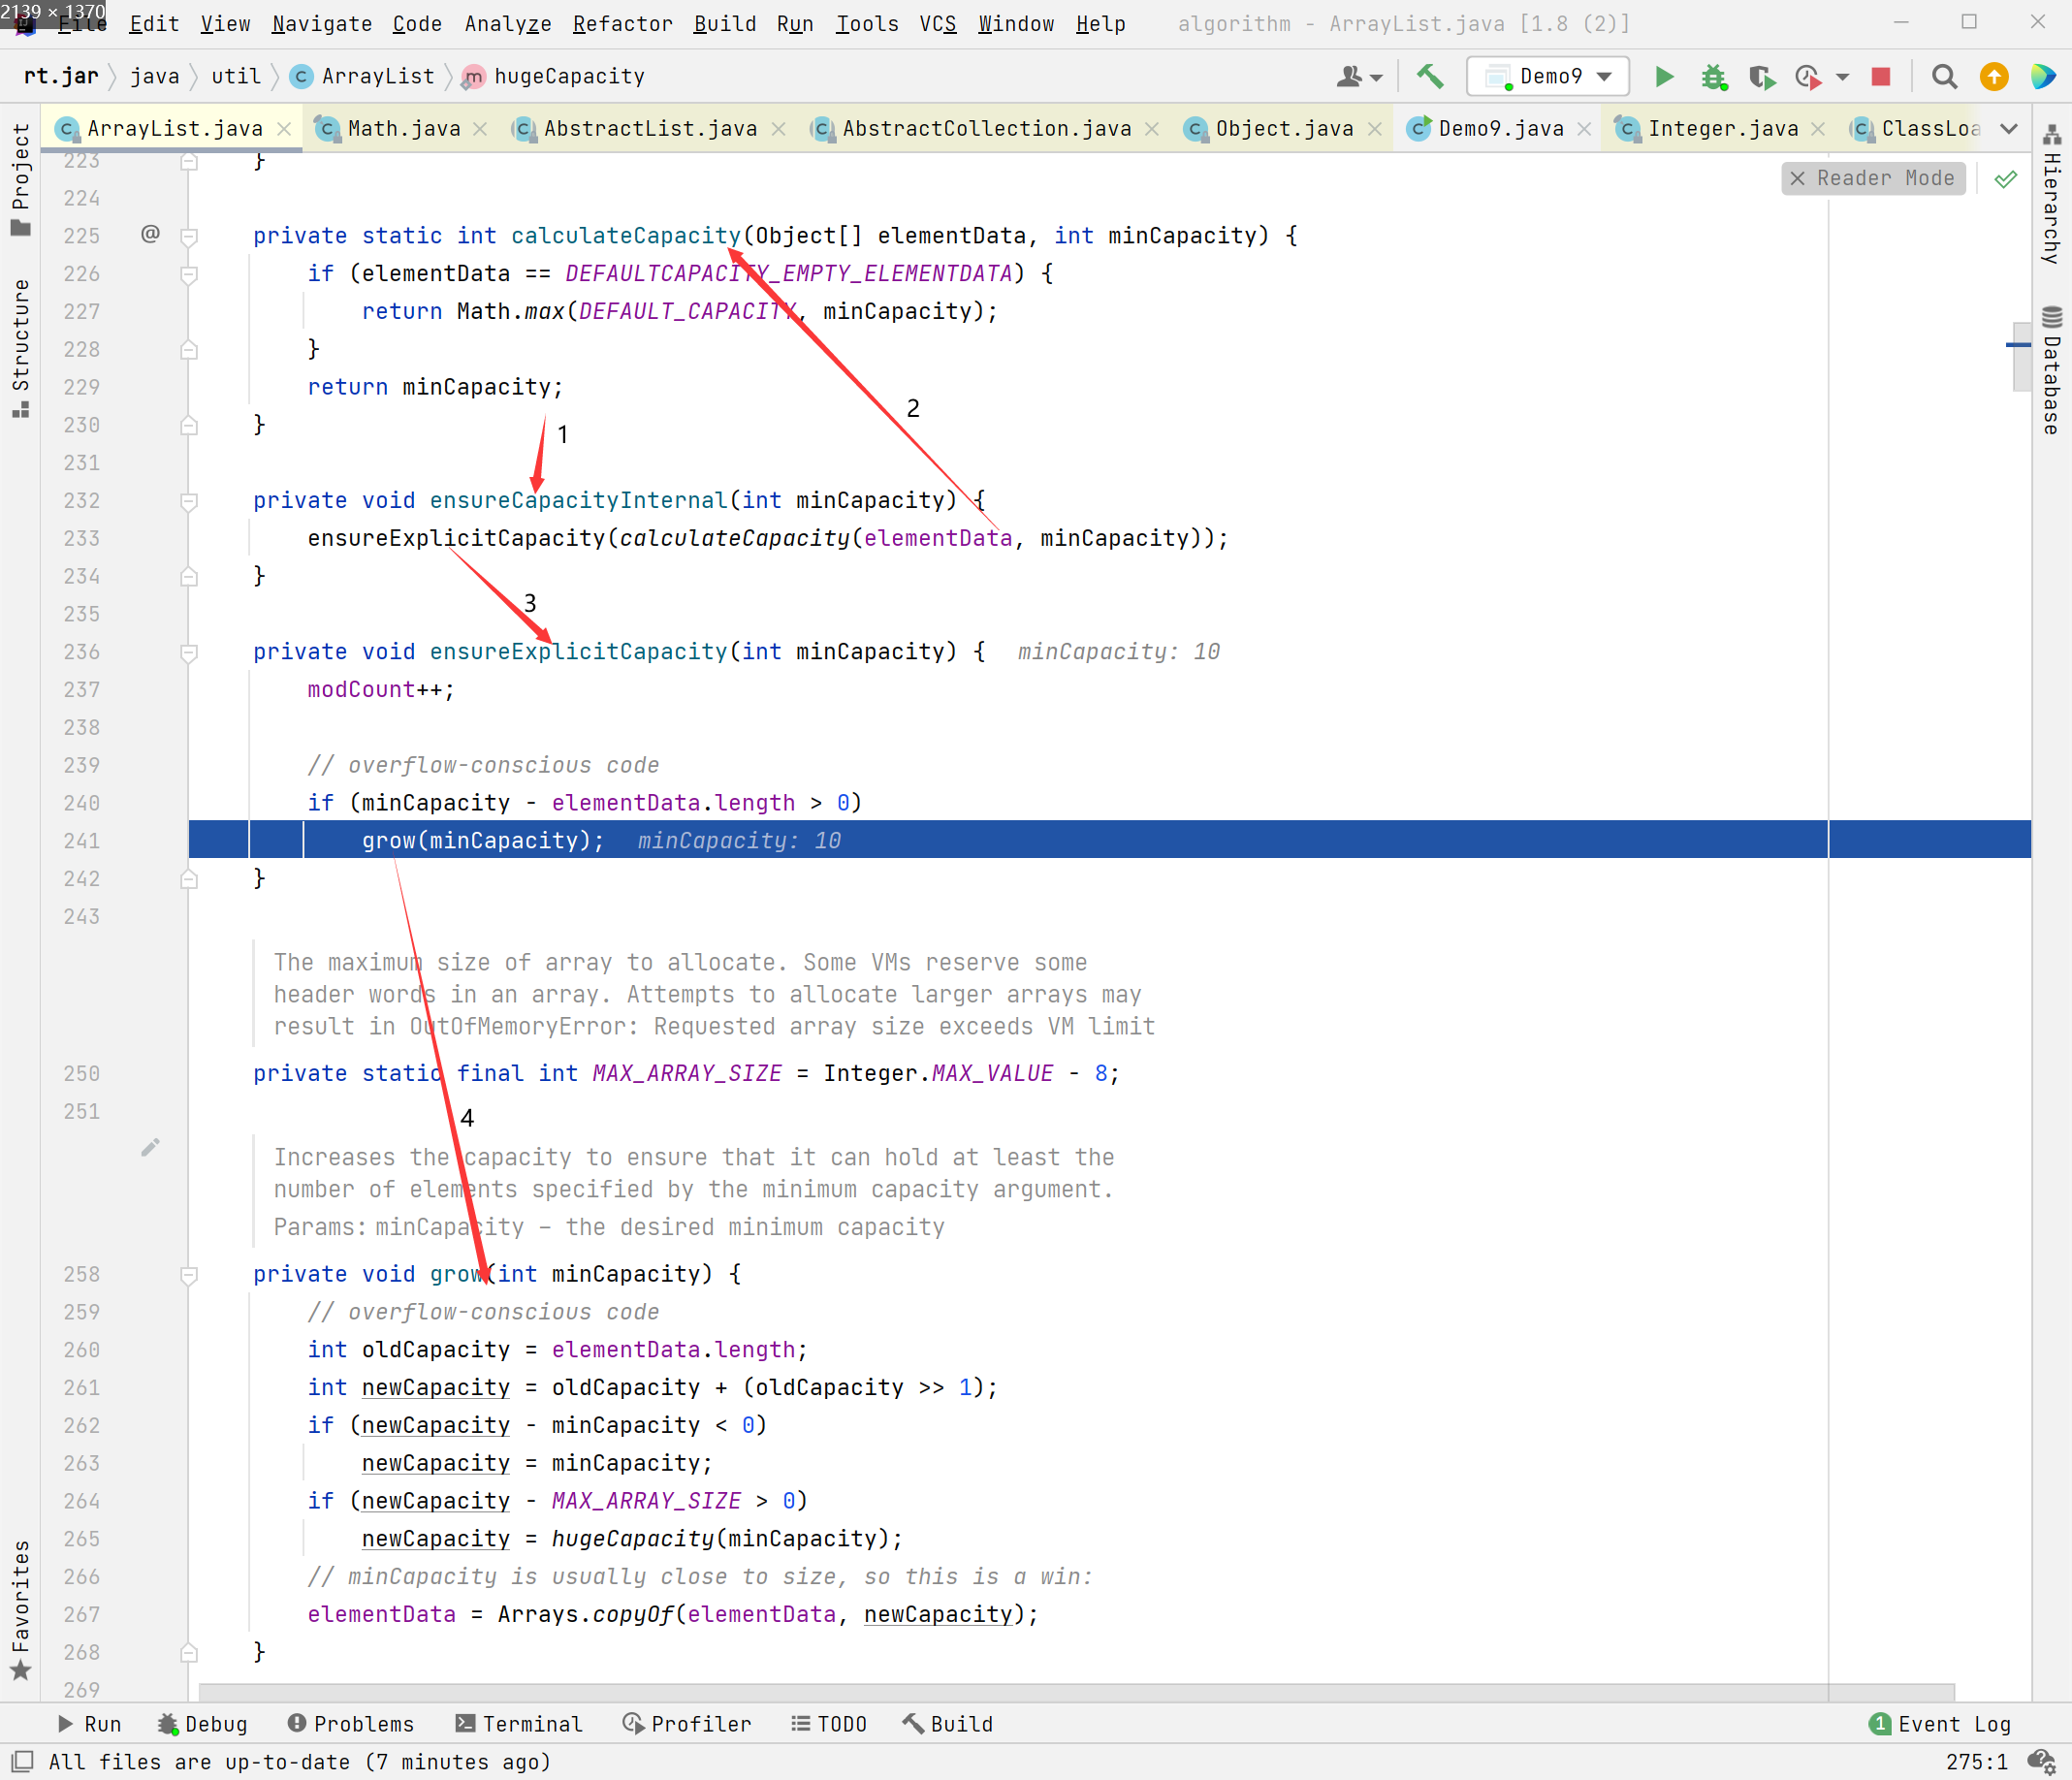 2139 × 1370
File Edit View Navigate Code Analyze Refactor Build Run Tools VCS Window Help algorithm - ArrayList.java [1.8 (2)]
rt.jar java util ArrayList hugeCapacity Demo9
ArrayList.java Math.java AbstractList.java AbstractCollection.java Object.java Demo9.java Integer.java ClassLoa
Project
Structure
Favorites
Hierarchy
Database
Reader Mode
223 }
224
225 @ private static int calculateCapacity(Object[] elementData, int minCapacity) {
226 if (elementData == DEFAULTCAPACITY_EMPTY_ELEMENTDATA) {
227 return Math.max(DEFAULT_CAPACITY, minCapacity);
228 }
229 return minCapacity;
230 }
1
2
231
232 private void ensureCapacityInternal(int minCapacity) {
233 ensureExplicitCapacity(calculateCapacity(elementData, minCapacity));
234 }
3
235
236 private void ensureExplicitCapacity(int minCapacity) { minCapacity: 10
237 modCount++;
238
239 // overflow-conscious code
240 if (minCapacity - elementData.length > 0)
241 grow(minCapacity); minCapacity: 10
242 }
243
The maximum size of array to allocate. Some VMs reserve some
header words in an array. Attempts to allocate larger arrays may
result in OutOfMemoryError: Requested array size exceeds VM limit
250 private static final int MAX_ARRAY_SIZE = Integer.MAX_VALUE - 8;
251
4
Increases the capacity to ensure that it can hold at least the
number of elements specified by the minimum capacity argument.
Params: minCapacity – the desired minimum capacity
258 private void grow(int minCapacity) {
259 // overflow-conscious code
260 int oldCapacity = elementData.length;
261 int newCapacity = oldCapacity + (oldCapacity >> 1);
262 if (newCapacity - minCapacity < 0)
263 newCapacity = minCapacity;
264 if (newCapacity - MAX_ARRAY_SIZE > 0)
265 newCapacity = hugeCapacity(minCapacity);
266 // minCapacity is usually close to size, so this is a win:
267 elementData = Arrays.copyOf(elementData, newCapacity);
268 }
269
Run Debug Problems Terminal Profiler TODO Build 1 Event Log
All files are up-to-date (7 minutes ago) 275:1